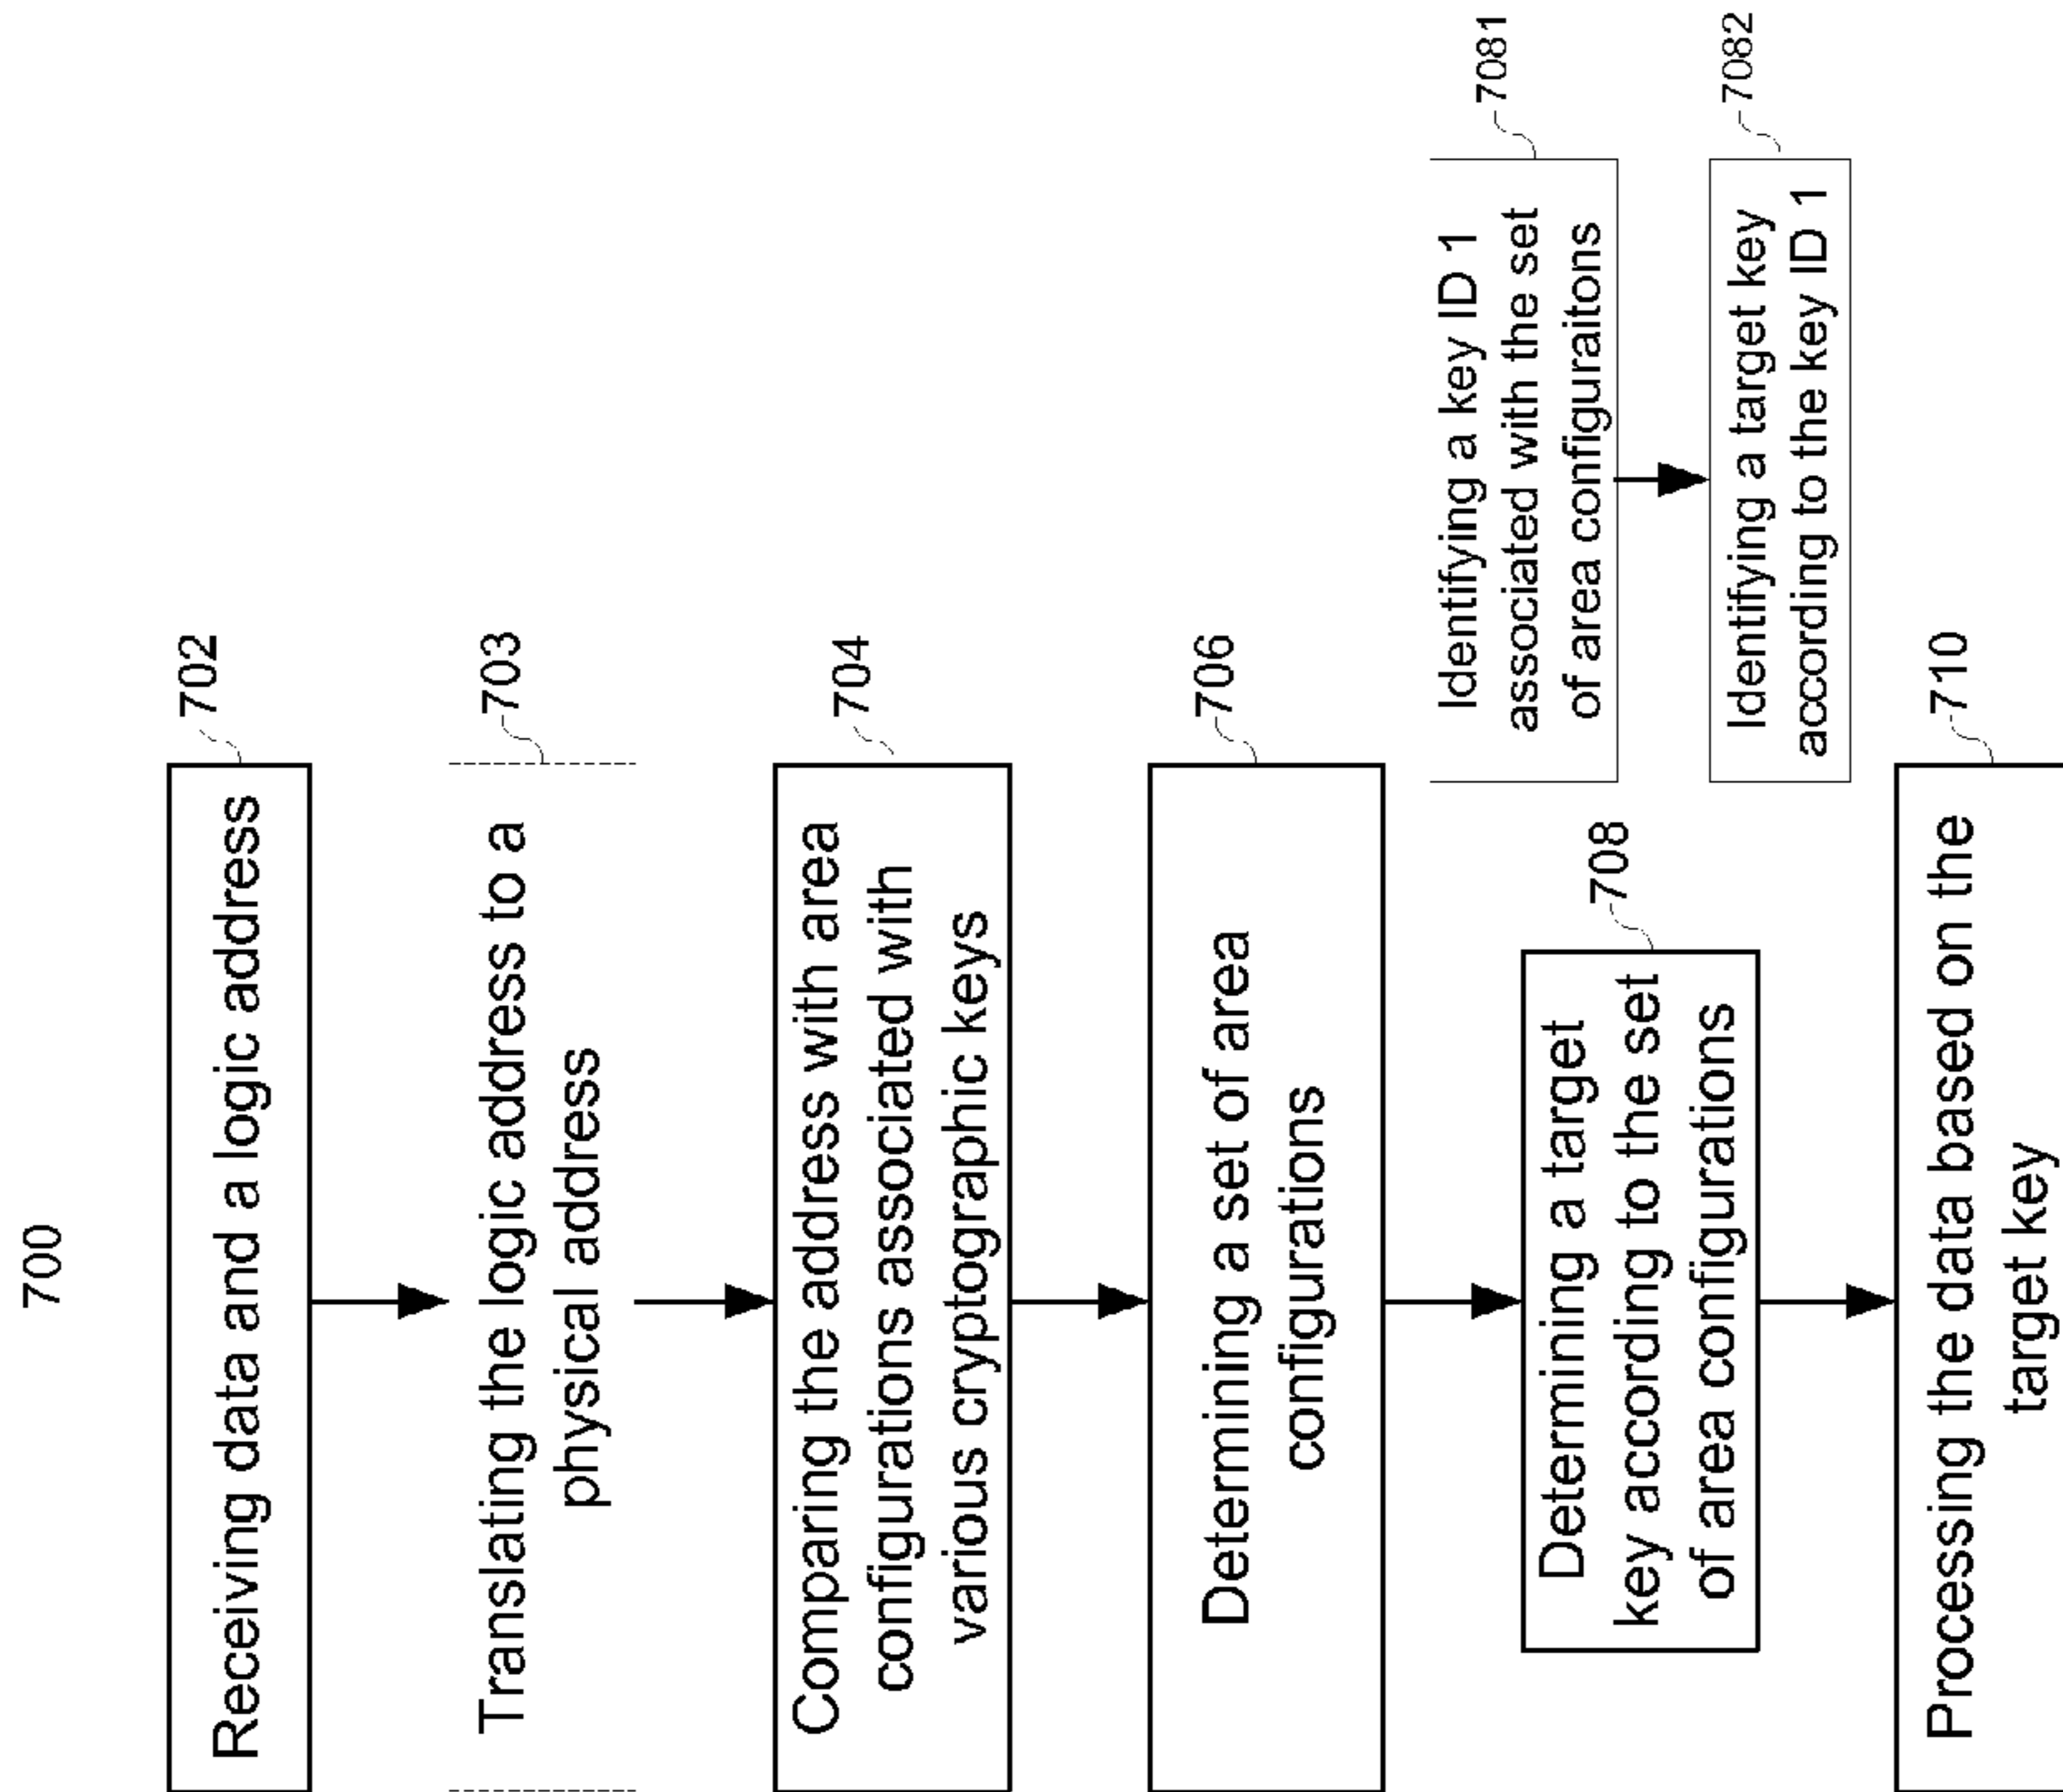 700
Receiving data and a logic address
702
Translating the logic address to a
physical address
703
Comparing the address with area
configurations associated with
various cryptographic keys
704
Determining a set of area
configurations
706
Determining a target
key according to the set
of area configurations
708
Identifying a key ID 1
associated with the set
of area configuraitons
7081
Identifying a target key
according to the key ID 1
7082
Processing the data based on the
target key
710